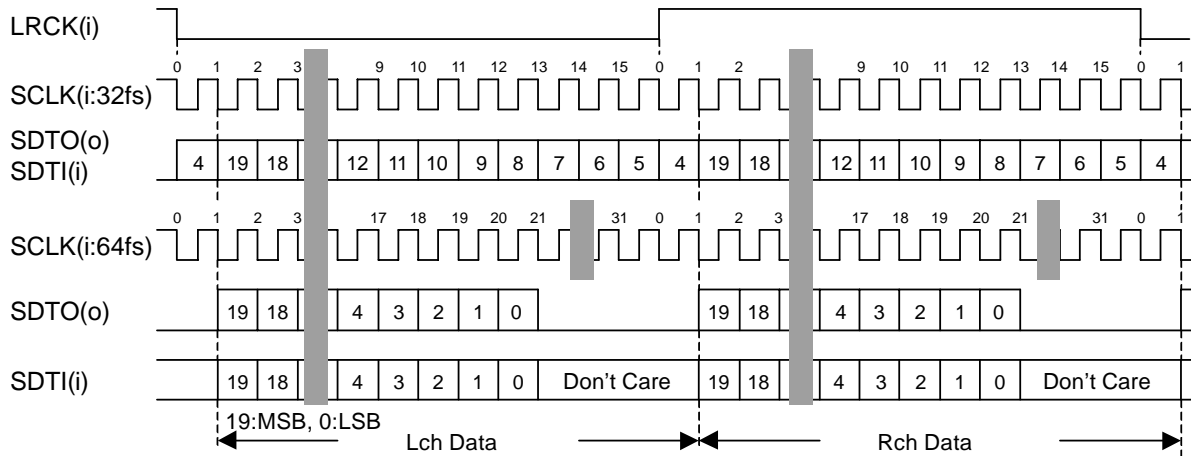 LRCK(i)
0 1 2 3 9 10 11 12 13 14 15 0 1 2 9 10 11 12 13 14 15 0 1
SCLK(i:32fs)
SDTO(o)
SDTI(i)
4 19 18 12 11 10 9 8 7 6 5 4 19 18 12 11 10 9 8 7 6 5 4
0 1 2 3 17 18 19 20 21 31 0 1 2 3 17 18 19 20 21 31 0 1
SCLK(i:64fs)
SDTO(o) 19 18 4 3 2 1 0 19 18 4 3 2 1 0
SDTI(i) 19 18 4 3 2 1 0 Don't Care 19 18 4 3 2 1 0 Don't Care
19:MSB, 0:LSB
Lch Data Rch Data